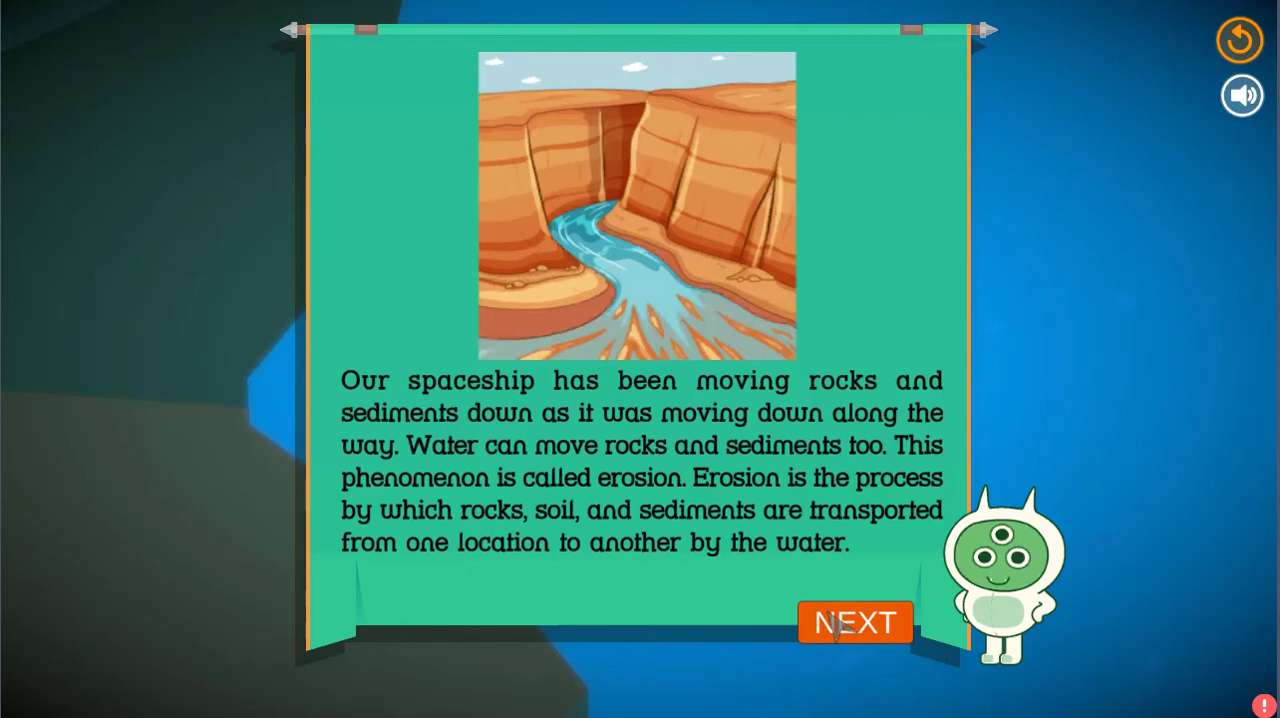 Our spaceship has been moving rocks and
sediments down as it was moving down along the
way. Water can move rocks and sediments too. This
phenomenon is called erosion. Erosion is the process
by which rocks, soil, and sediments are transported
from one location to another by the water.
NEXT